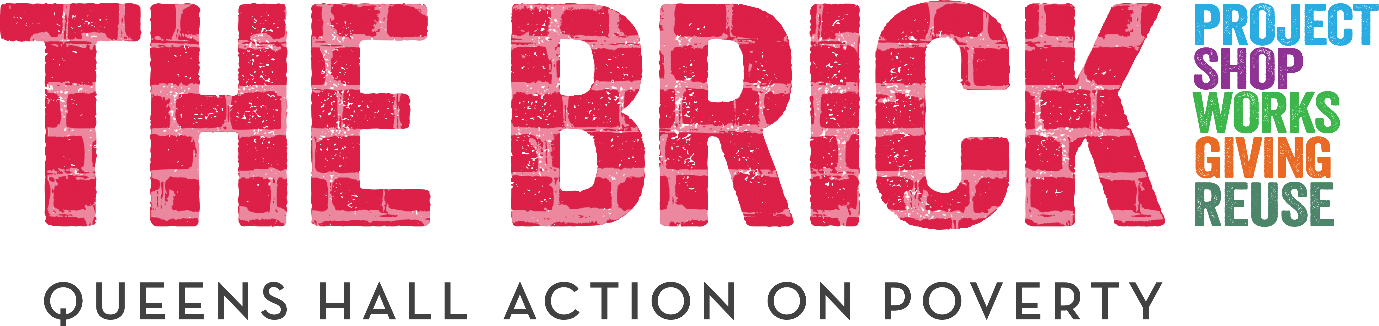 THE BRICK
PROJECT
SHOP
WORKS
GIVING
REUSE
QUEENS HALL ACTION ON POVERTY